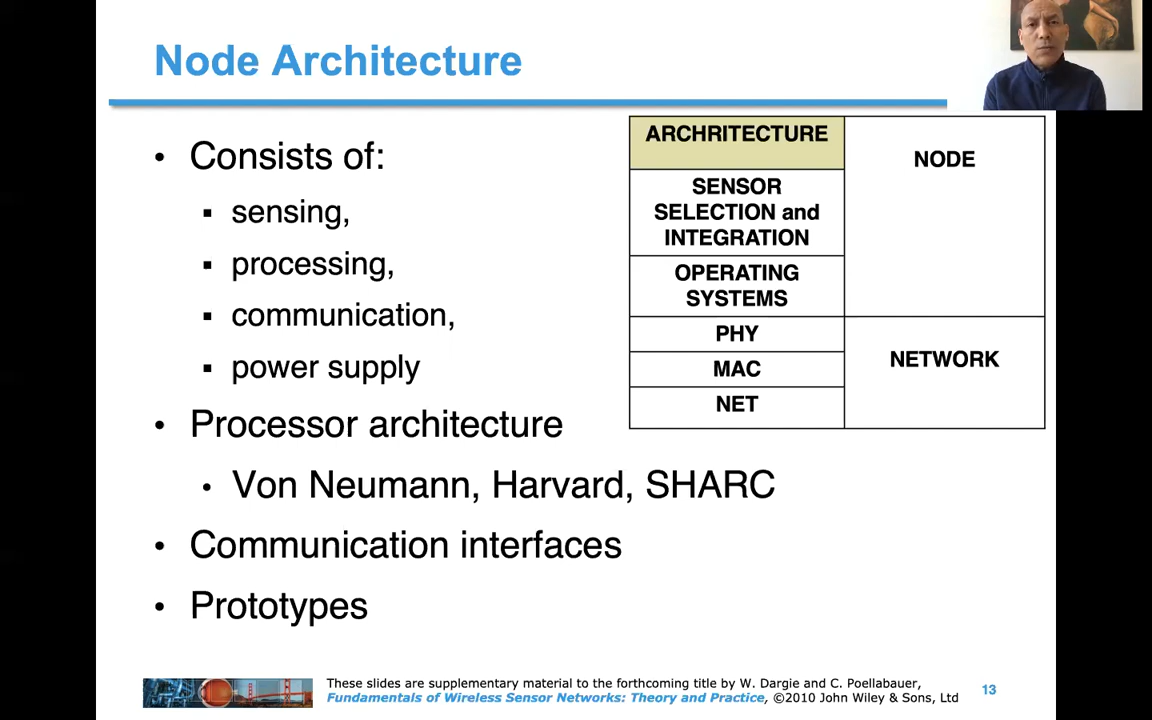 Node Architecture
• Consists of:
▪ sensing,
▪ processing,
▪ communication,
▪ power supply
• Processor architecture
• Von Neumann, Harvard, SHARC
• Communication interfaces
• Prototypes
ARCHRITECTURE
SENSOR
SELECTION and
INTEGRATION
OPERATING
SYSTEMS
PHY
MAC
NET
NODE
NETWORK
These slides are supplementary material to the forthcoming title by W. Dargie and C. Poellabauer,
Fundamentals of Wireless Sensor Networks: Theory and Practice, ©2010 John Wiley & Sons, Ltd
13